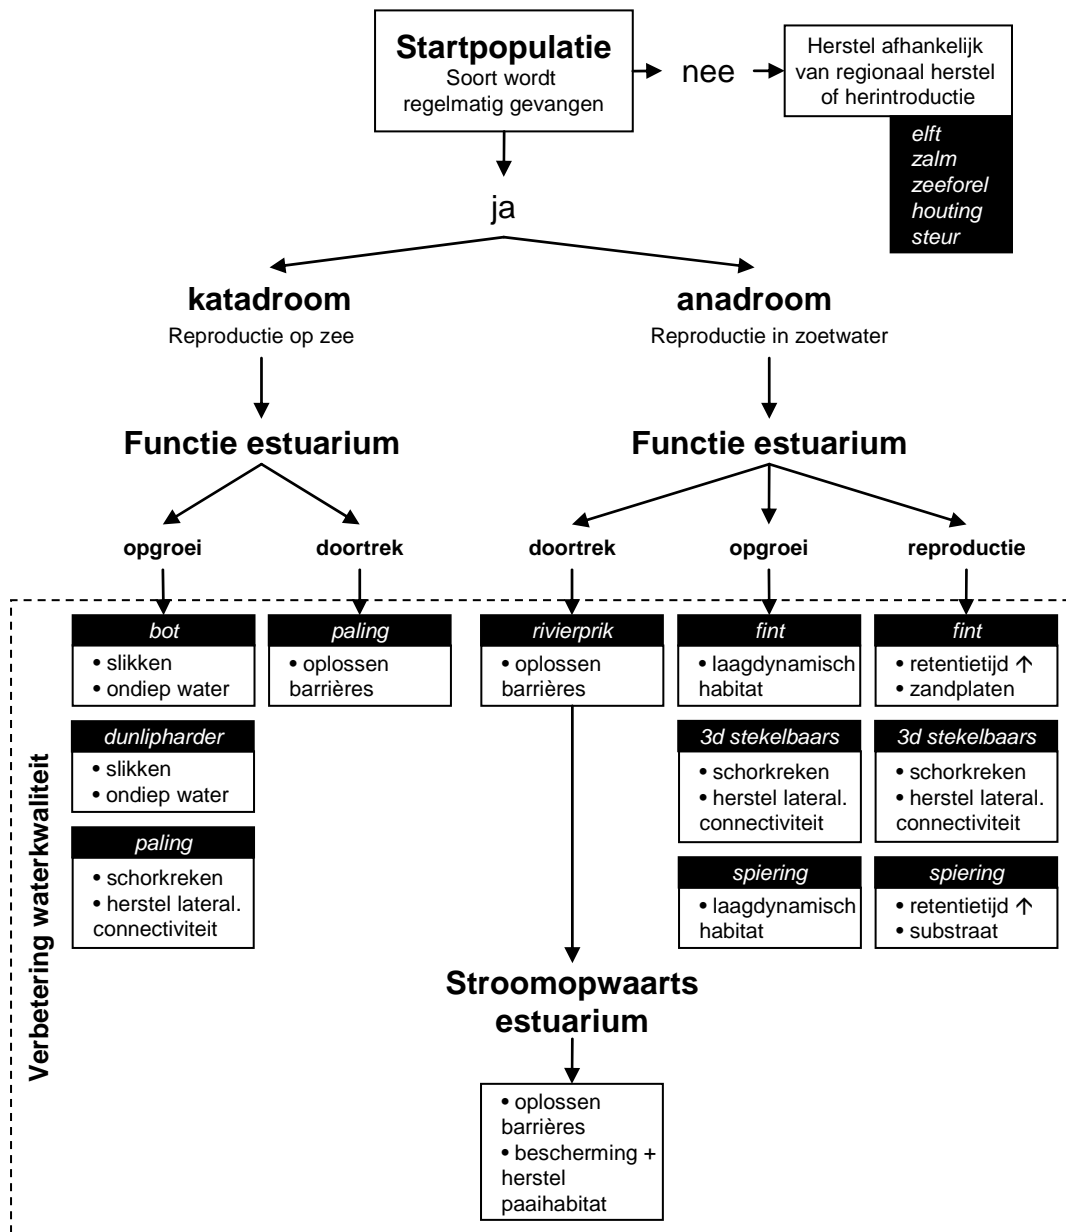 Startpopulatie
Soort wordt
regelmatig gevangen
nee
Herstel afhankelijk
van regionaal herstel
of herintroductie
elft
zalm
zeeforel
houting
steur
ja
katadroom
Reproductie op zee
anadroom
Reproductie in zoetwater
Functie estuarium
Functie estuarium
opgroei
doortrek
doortrek
opgroei
reproductie
Verbetering waterkwaliteit
bot
• slikken
• ondiep water
dunlipharder
• slikken
• ondiep water
paling
• schorkreken
• herstel lateral.
connectiviteit
paling
• oplossen
barrières
rivierprik
• oplossen
barrières
fint
• laagdynamisch
habitat
3d stekelbaars
• schorkreken
• herstel lateral.
connectiviteit
spiering
• laagdynamisch
habitat
fint
• retentietijd ↑
• zandplaten
3d stekelbaars
• schorkreken
• herstel lateral.
connectiviteit
spiering
• retentietijd ↑
• substraat
Stroomopwaarts
estuarium
• oplossen
barrières
• bescherming +
herstel
paaihabitat